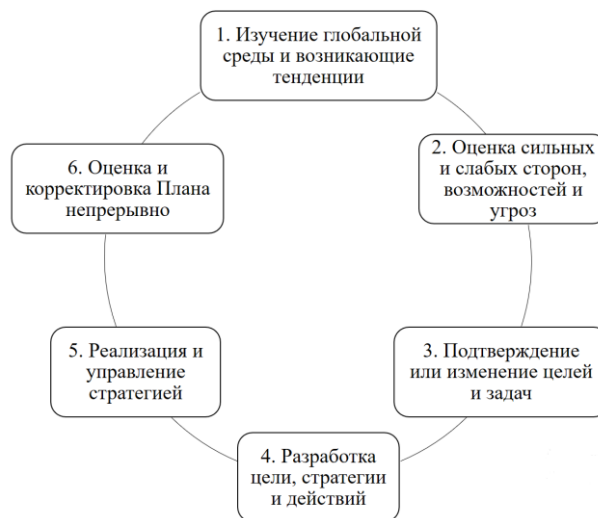 1. Изучение глобальной
среды и возникающие
тенденции
2. Оценка сильных
и слабых сторон,
возможностей и
угроз
3. Подтверждение
или изменение целей
и задач
4. Разработка
цели, стратегии
и действий
5. Реализация и
управление
стратегией
6. Оценка и
корректировка Плана
непрерывно